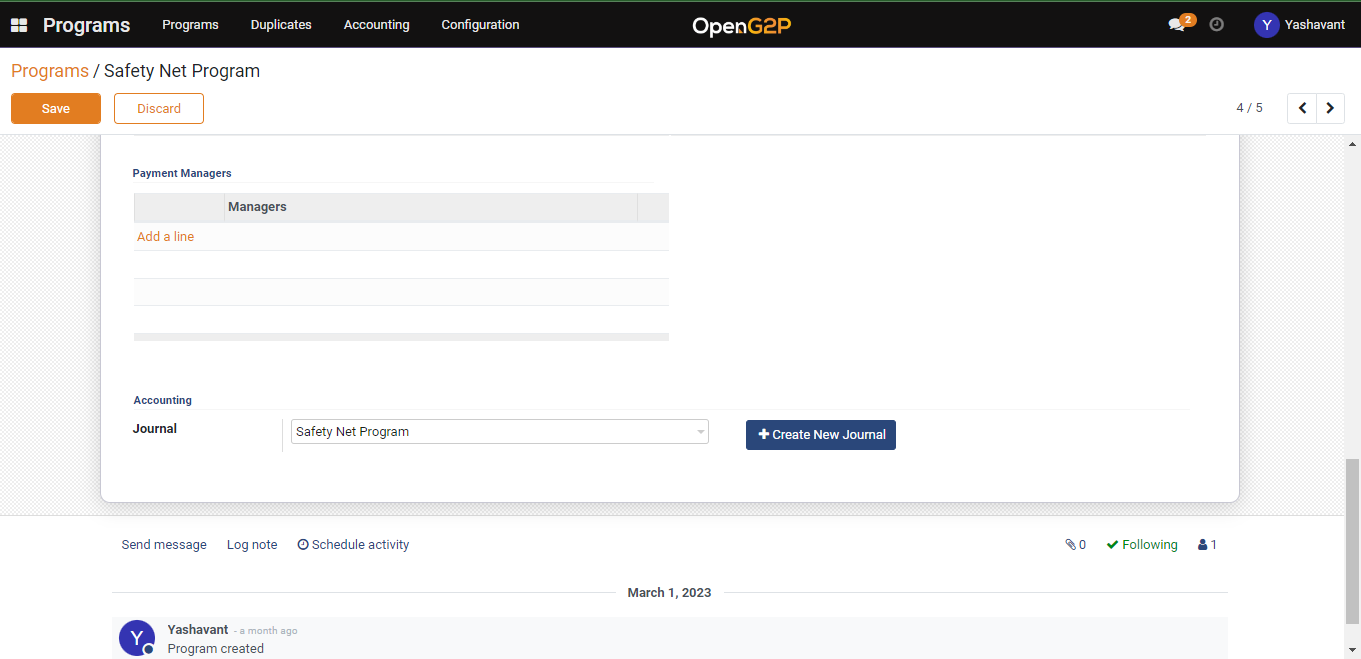 Programs Programs Duplicates Accounting Configuration OpenG2P 2 Y Yashavant
Programs / Safety Net Program
Save Discard 4 / 5
Payment Managers
Managers
Add a line
Accounting
Journal Safety Net Program Create New Journal
Send message Log note Schedule activity 0 Following 1
March 1, 2023
Y Yashavant - a month ago
Program created